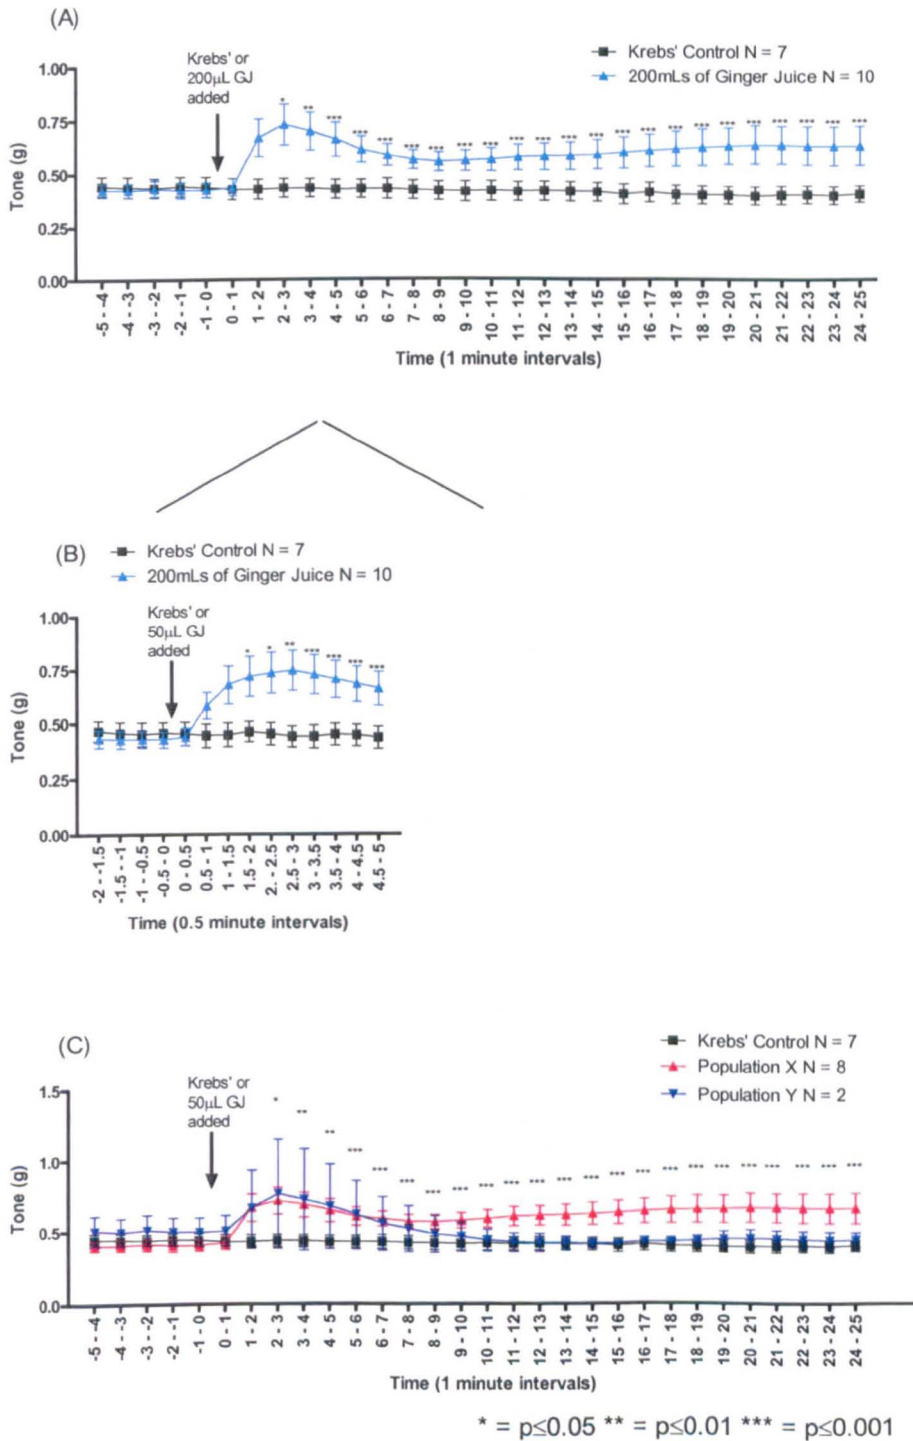 (A)
Krebs' or
200μL GJ
added
Krebs' Control N = 7
200mLs of Ginger Juice N = 10
1.00
0.75
0.50
0.25
0.00
Tone (g)
* ** *** *** *** *** *** *** *** *** *** *** *** *** *** *** *** *** *** *** *** *** ***
-5 - -4
-4 - -3
-3 - -2
-2 - -1
-1 - 0
0 - 1
1 - 2
2 - 3
3 - 4
4 - 5
5 - 6
6 - 7
7 - 8
8 - 9
9 - 10
10 - 11
11 - 12
12 - 13
13 - 14
14 - 15
15 - 16
16 - 17
17 - 18
18 - 19
19 - 20
20 - 21
21 - 22
22 - 23
23 - 24
24 - 25
Time (1 minute intervals)
(B)
Krebs' Control N = 7
200mLs of Ginger Juice N = 10
Krebs' or
50μL GJ
added
1.00
0.75
0.50
0.25
0.00
Tone (g)
* * ** *** *** *** ***
-2 - -1.5
-1.5 - -1
-1 - -0.5
-0.5 - 0
0 - 0.5
0.5 - 1
1 - 1.5
1.5 - 2
2. - 2.5
2.5 - 3
3 - 3.5
3.5 - 4
4 - 4.5
4.5 - 5
Time (0.5 minute intervals)
(C)
Krebs' or
50μL GJ
added
Krebs' Control N = 7
Population X N = 8
Population Y N = 2
1.5
1.0
0.5
0.0
Tone (g)
* ** ** *** *** *** *** *** *** *** *** *** *** *** *** *** *** *** *** *** *** *** ***
-5 - -4
-4 - -3
-3 - -2
-2 - -1
-1 - 0
0 - 1
1 - 2
2 - 3
3 - 4
4 - 5
5 - 6
6 - 7
7 - 8
8 - 9
9 - 10
10 - 11
11 - 12
12 - 13
13 - 14
14 - 15
15 - 16
16 - 17
17 - 18
18 - 19
19 - 20
20 - 21
21 - 22
22 - 23
23 - 24
24 - 25
Time (1 minute intervals)
* = p≤0.05 ** = p≤0.01 *** = p≤0.001